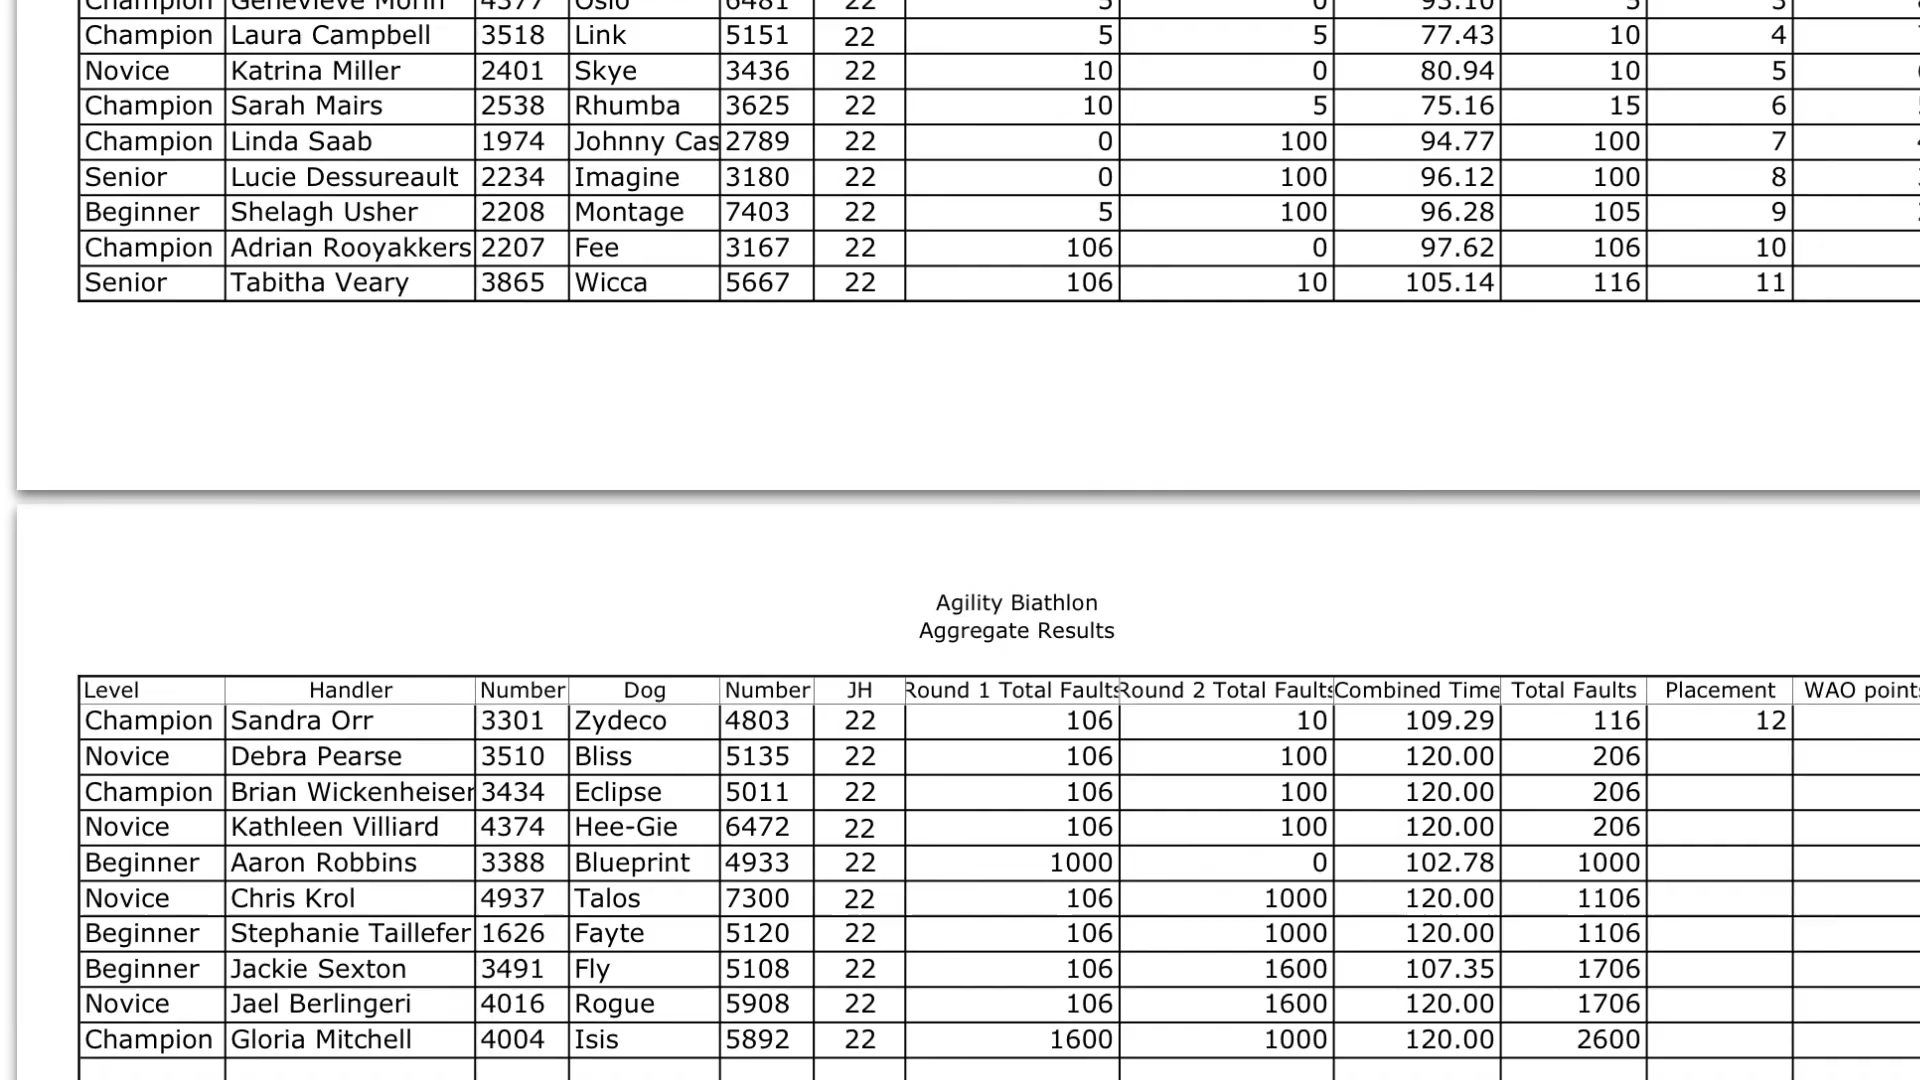 Champion Genevieve Morin 4377 Oslo 6481 22 5 0 93.10 5 3
Champion Laura Campbell 3518 Link 5151 22 5 5 77.43 10 4
Novice Katrina Miller 2401 Skye 3436 22 10 0 80.94 10 5
Champion Sarah Mairs 2538 Rhumba 3625 22 10 5 75.16 15 6
Champion Linda Saab 1974 Johnny Cas 2789 22 0 100 94.77 100 7
Senior Lucie Dessureault 2234 Imagine 3180 22 0 100 96.12 100 8
Beginner Shelagh Usher 2208 Montage 7403 22 5 100 96.28 105 9
Champion Adrian Rooyakkers 2207 Fee 3167 22 106 0 97.62 106 10
Senior Tabitha Veary 3865 Wicca 5667 22 106 10 105.14 116 11
Agility Biathlon
Aggregate Results
Level Handler Number Dog Number JH Round 1 Total Faults Round 2 Total Faults Combined Time Total Faults Placement WAO points
Champion Sandra Orr 3301 Zydeco 4803 22 106 10 109.29 116 12
Novice Debra Pearse 3510 Bliss 5135 22 106 100 120.00 206
Champion Brian Wickenheiser 3434 Eclipse 5011 22 106 100 120.00 206
Novice Kathleen Villiard 4374 Hee-Gie 6472 22 106 100 120.00 206
Beginner Aaron Robbins 3388 Blueprint 4933 22 1000 0 102.78 1000
Novice Chris Krol 4937 Talos 7300 22 106 1000 120.00 1106
Beginner Stephanie Taillefer 1626 Fayte 5120 22 106 1000 120.00 1106
Beginner Jackie Sexton 3491 Fly 5108 22 106 1600 107.35 1706
Novice Jael Berlingeri 4016 Rogue 5908 22 106 1600 120.00 1706
Champion Gloria Mitchell 4004 Isis 5892 22 1600 1000 120.00 2600